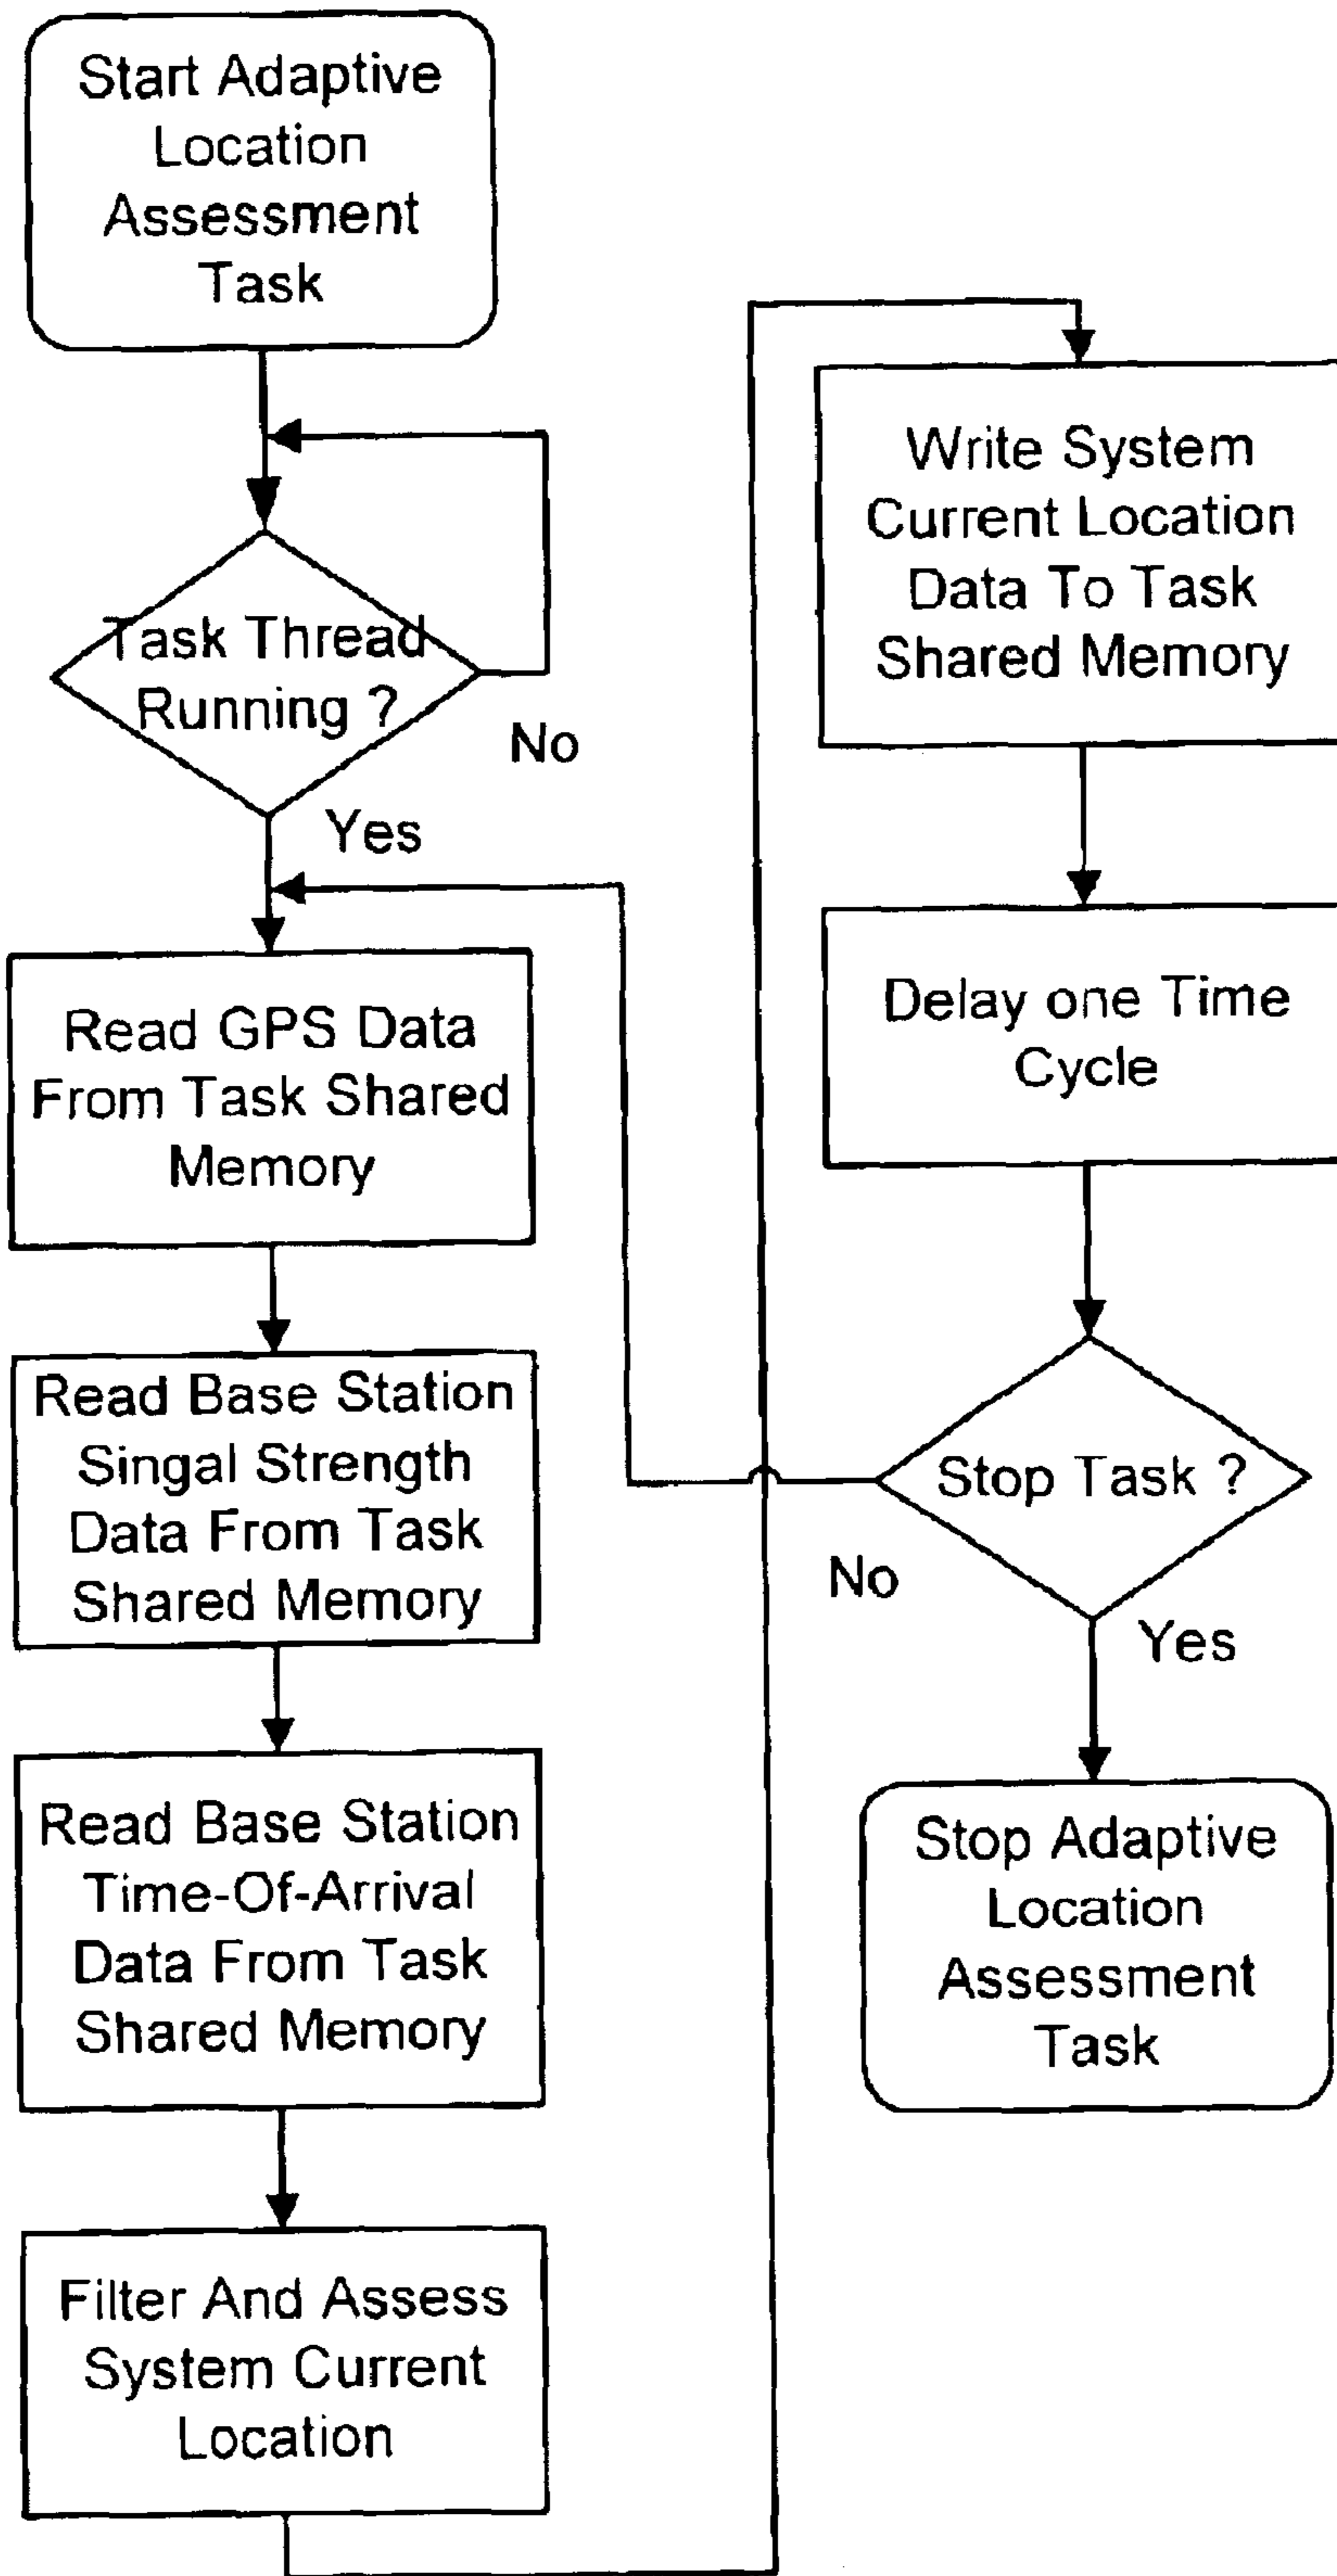 Start Adaptive
Location
Assessment
Task
Task Thread
Running ?
No
Yes
Read GPS Data
From Task Shared
Memory
Read Base Station
Singal Strength
Data From Task
Shared Memory
Read Base Station
Time-Of-Arrival
Data From Task
Shared Memory
Filter And Assess
System Current
Location
Write System
Current Location
Data To Task
Shared Memory
Delay one Time
Cycle
Stop Task ?
No
Yes
Stop Adaptive
Location
Assessment
Task